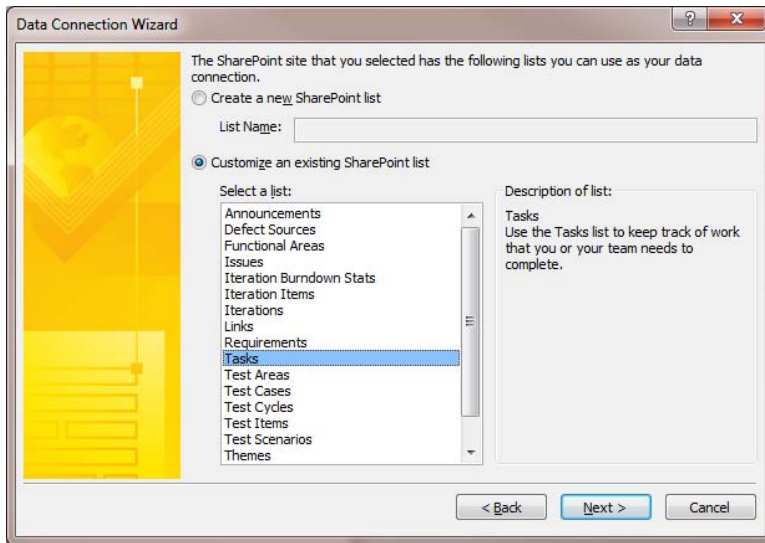 Data Connection Wizard
The SharePoint site that you selected has the following lists you can use as your data
connection.
Create a new SharePoint list
List Name:
Customize an existing SharePoint list
Select a list:
Announcements
Defect Sources
Functional Areas
Issues
Iteration Burndown Stats
Iteration Items
Iterations
Links
Requirements
Tasks
Test Areas
Test Cases
Test Cycles
Test Items
Test Scenarios
Themes
Description of list:
Tasks
Use the Tasks list to keep track of work
that you or your team needs to
complete.
< Back
Next >
Cancel